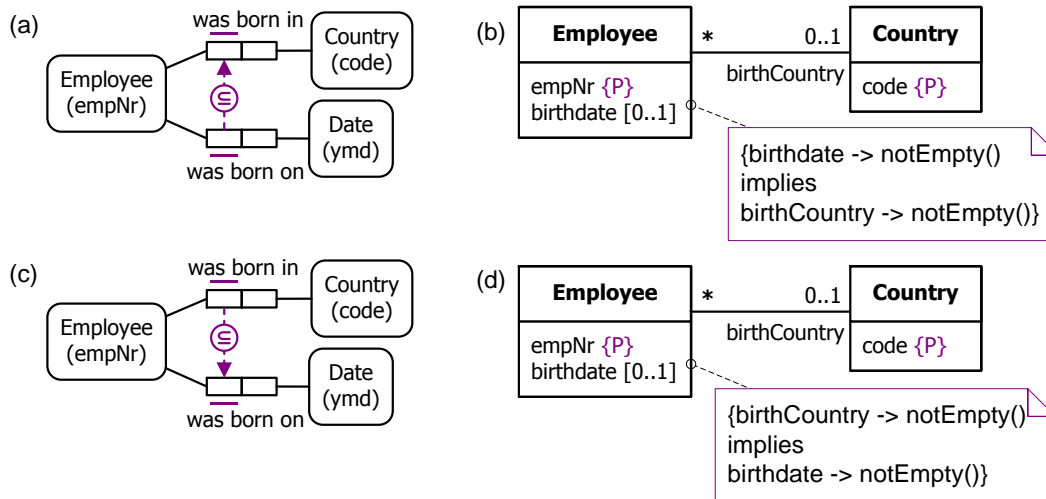 (a)
was born in
Employee
(empNr)
Country
(code)
⊆
Date
(ymd)
was born on
(b)
Employee
* 0..1
Country
birthCountry
empNr {P}
birthdate [0..1]
code {P}
{birthdate -> notEmpty()
implies
birthCountry -> notEmpty()}
(c)
was born in
Employee
(empNr)
Country
(code)
⊆
Date
(ymd)
was born on
(d)
Employee
* 0..1
Country
birthCountry
empNr {P}
birthdate [0..1]
code {P}
{birthCountry -> notEmpty()
implies
birthdate -> notEmpty()}